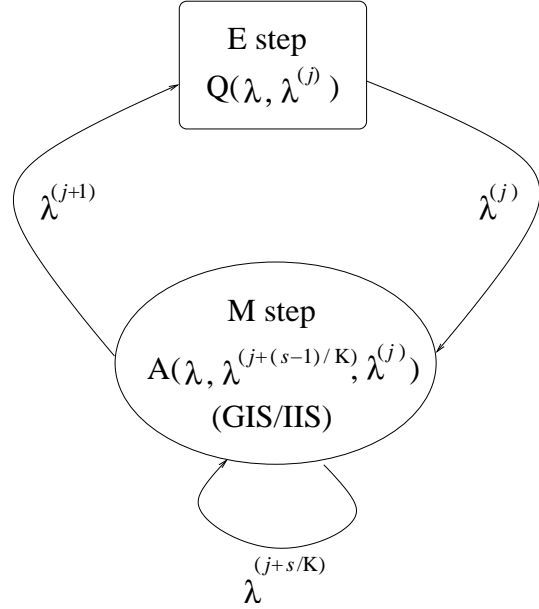 E step
Q(λ, λ^(j))
λ^(j+1)
λ^(j)
M step
A(λ, λ^(j+(s−1)/K), λ^(j))
(GIS/IIS)
λ^(j+s/K)